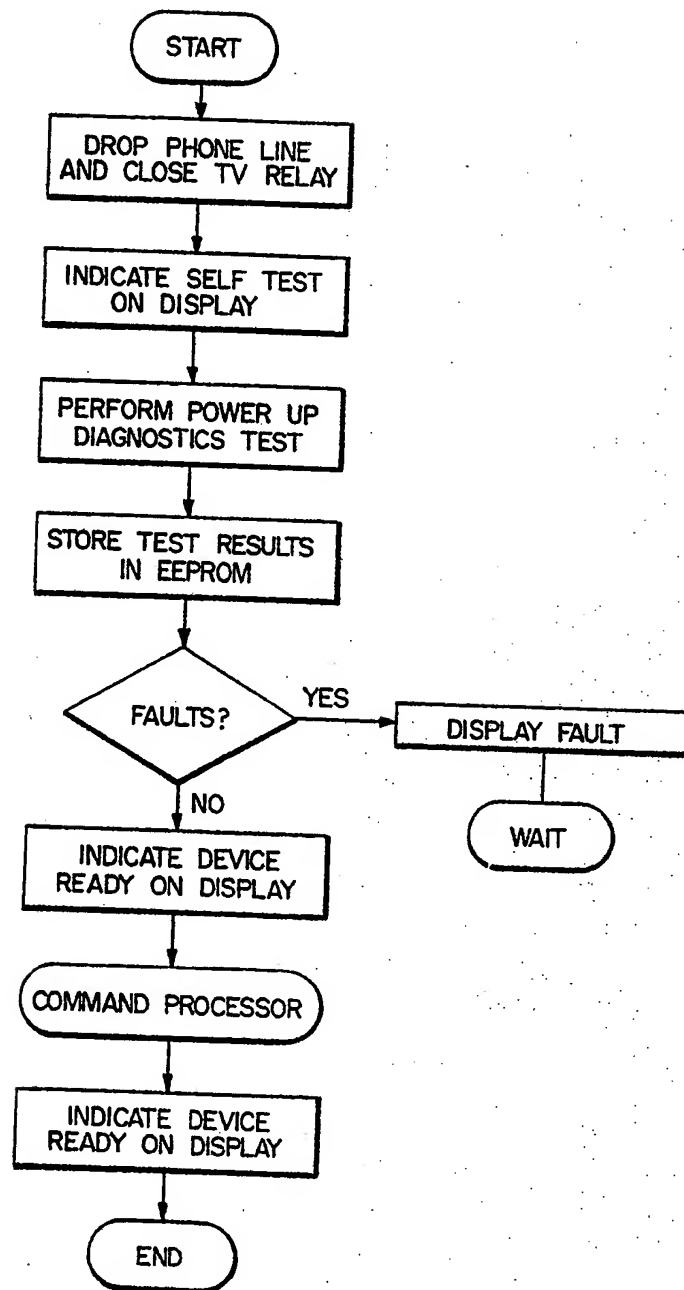 START
DROP PHONE LINE
AND CLOSE TV RELAY
INDICATE SELF TEST
ON DISPLAY
PERFORM POWER UP
DIAGNOSTICS TEST
STORE TEST RESULTS
IN EEPROM
FAULTS?
YES
DISPLAY FAULT
WAIT
NO
INDICATE DEVICE
READY ON DISPLAY
COMMAND PROCESSOR
INDICATE DEVICE
READY ON DISPLAY
END